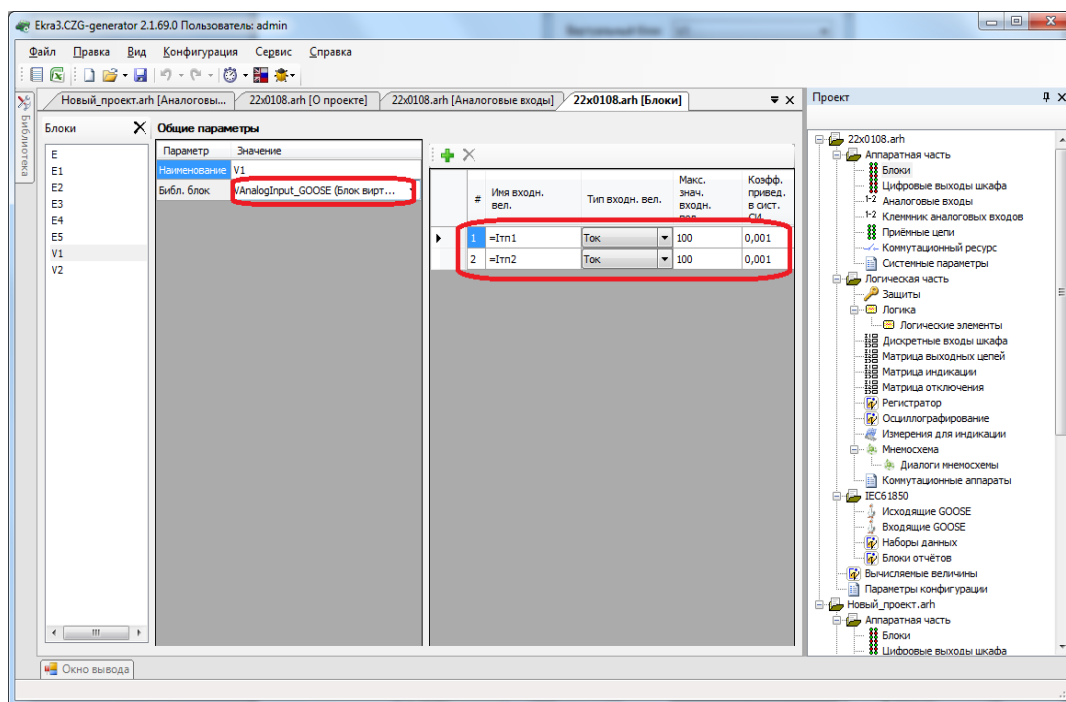 Ekra3.CZG-generator 2.1.69.0 Пользователь: admin
Файл Правка Вид Конфигурация Сервис Справка
Новый_проект.arh [Аналоговы... 22x0108.arh [О проекте] 22x0108.arh [Аналоговые входы] 22x0108.arh [Блоки]
Библиотека
Блоки
E
E1
E2
E3
E4
E5
V1
V2
Общие параметры
Параметр Значение
Наименование V1
Библ. блок VAnalogInput_GOOSE (Блок вирт...
# Имя входн. вел. Тип входн. вел. Макс. знач. входн. вел. Коэфф. привед. в сист. СИ
1 =Iтп1 Ток 100 0,001
2 =Iтп2 Ток 100 0,001
Проект
22x0108.arh
Аппаратная часть
Блоки
Цифровые выходы шкафа
Аналоговые входы
Клеммник аналоговых входов
Приёмные цепи
Коммутационный ресурс
Системные параметры
Логическая часть
Защиты
Логика
Логические элементы
Дискретные входы шкафа
Матрица выходных цепей
Матрица индикации
Матрица отключения
Регистратор
Осциллографирование
Измерения для индикации
Мнемосхема
Диалоги мнемосхемы
Коммутационные аппараты
IEC61850
Исходящие GOOSE
Входящие GOOSE
Наборы данных
Блоки отчётов
Вычисляемые величины
Параметры конфигурации
Новый_проект.arh
Аппаратная часть
Блоки
Цифровые выходы шкафа
Окно вывода